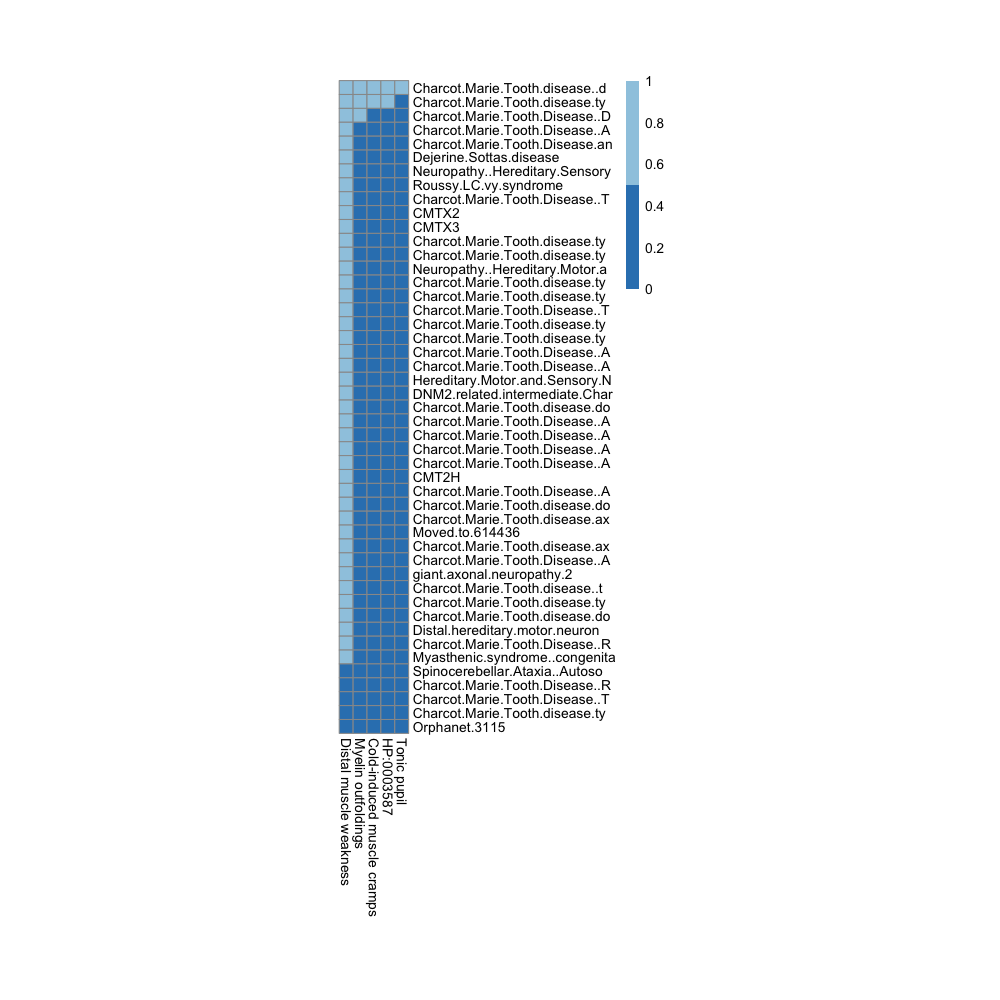 Charcot.Marie.Tooth.disease..d
Charcot.Marie.Tooth.disease.ty
Charcot.Marie.Tooth.Disease..D
Charcot.Marie.Tooth.Disease..A
Charcot.Marie.Tooth.Disease.an
Dejerine.Sottas.disease
Neuropathy..Hereditary.Sensory
Roussy.LC.vy.syndrome
Charcot.Marie.Tooth.Disease..T
CMTX2
CMTX3
Charcot.Marie.Tooth.disease.ty
Charcot.Marie.Tooth.disease.ty
Neuropathy..Hereditary.Motor.a
Charcot.Marie.Tooth.disease.ty
Charcot.Marie.Tooth.disease.ty
Charcot.Marie.Tooth.Disease..T
Charcot.Marie.Tooth.disease.ty
Charcot.Marie.Tooth.disease.ty
Charcot.Marie.Tooth.Disease..A
Charcot.Marie.Tooth.Disease..A
Hereditary.Motor.and.Sensory.N
DNM2.related.intermediate.Char
Charcot.Marie.Tooth.disease.do
Charcot.Marie.Tooth.Disease..A
Charcot.Marie.Tooth.Disease..A
Charcot.Marie.Tooth.Disease..A
Charcot.Marie.Tooth.Disease..A
CMT2H
Charcot.Marie.Tooth.Disease..A
Charcot.Marie.Tooth.disease.do
Charcot.Marie.Tooth.disease.ax
Moved.to.614436
Charcot.Marie.Tooth.disease.ax
Charcot.Marie.Tooth.Disease..A
giant.axonal.neuropathy.2
Charcot.Marie.Tooth.disease..t
Charcot.Marie.Tooth.disease.ty
Charcot.Marie.Tooth.disease.do
Distal.hereditary.motor.neuron
Charcot.Marie.Tooth.Disease..R
Myasthenic.syndrome..congenita
Spinocerebellar.Ataxia..Autoso
Charcot.Marie.Tooth.Disease..R
Charcot.Marie.Tooth.Disease..T
Charcot.Marie.Tooth.disease.ty
Orphanet.3115
1
0.8
0.6
0.4
0.2
0
Distal muscle weakness
Myelin outfoldings
Cold-induced muscle cramps
HP:0003587
Tonic pupil